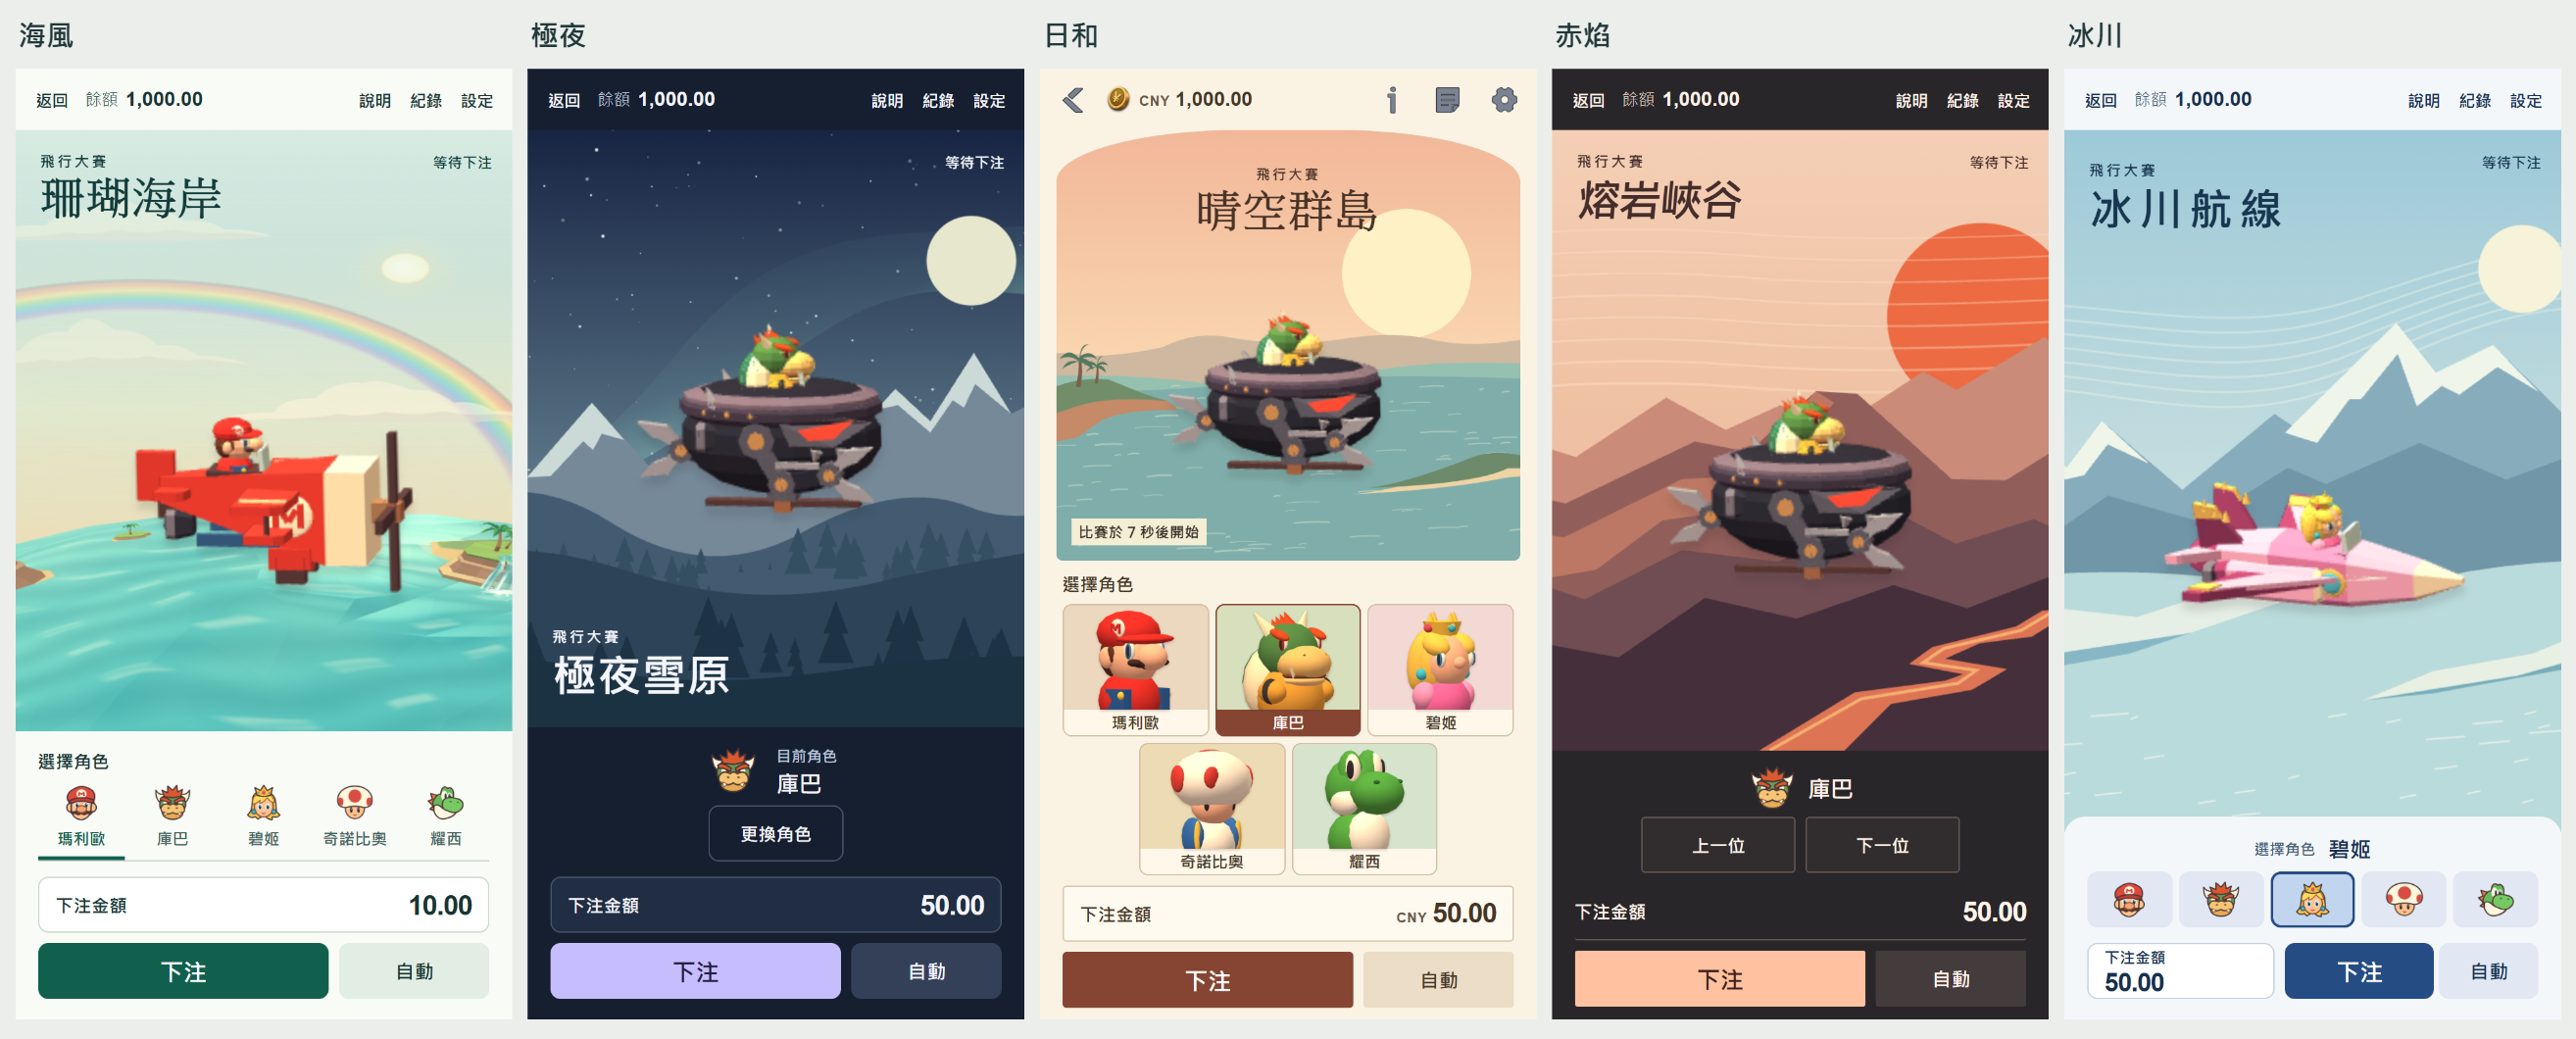 海風
返回 餘額 1,000.00 說明 紀錄 設定
飛行大賽
等待下注
珊瑚海岸
M
選擇角色
瑪利歐 庫巴 碧姬 奇諾比奧 耀西
下注金額 10.00
下注 自動
極夜
返回 餘額 1,000.00 說明 紀錄 設定
等待下注
飛行大賽
極夜雪原
目前角色
庫巴
更換角色
下注金額 50.00
下注 自動
日和
CNY 1,000.00
飛行大賽
晴空群島
比賽於 7 秒後開始
選擇角色
M
瑪利歐 庫巴 碧姬
奇諾比奧 耀西
下注金額 CNY 50.00
下注 自動
赤焰
返回 餘額 1,000.00 說明 紀錄 設定
飛行大賽
等待下注
熔岩峽谷
庫巴
上一位 下一位
下注金額 50.00
下注 自動
冰川
返回 餘額 1,000.00 說明 紀錄 設定
等待下注
飛行大賽
冰川航線
選擇角色 碧姬
下注金額
50.00
下注 自動